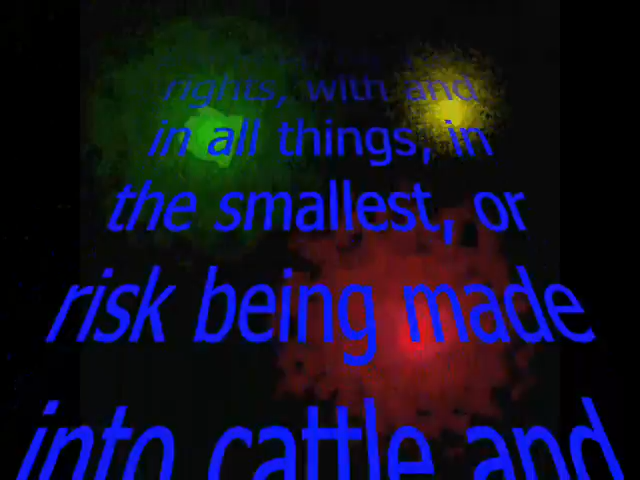 rights, with and
in all things, in
the smallest, or
risk being made
into cattle and